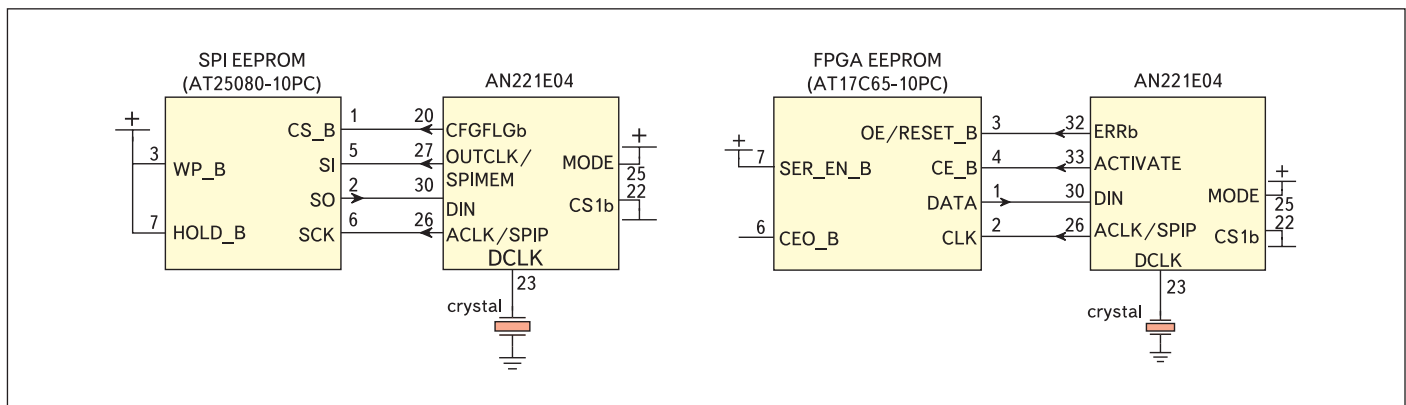 SPI EEPROM
(AT25080-10PC)
AN221E04
CS_B 1 20 CFGFLGb
SI 5 27 OUTCLK/
SPIMEM
SO 2 30 DIN
SCK 6 26 ACLK/SPIP
DCLK
+
3 WP_B
7 HOLD_B
+
MODE 25
22
CS1b
23
crystal
FPGA EEPROM
(AT17C65-10PC)
AN221E04
OE/RESET_B 3 32 ERRb
CE_B 4 33 ACTIVATE
DATA 1 30 DIN
CLK 2 26 ACLK/SPIP
DCLK
+
7 SER_EN_B
6 CEO_B
+
MODE 25
22
CS1b
23
crystal